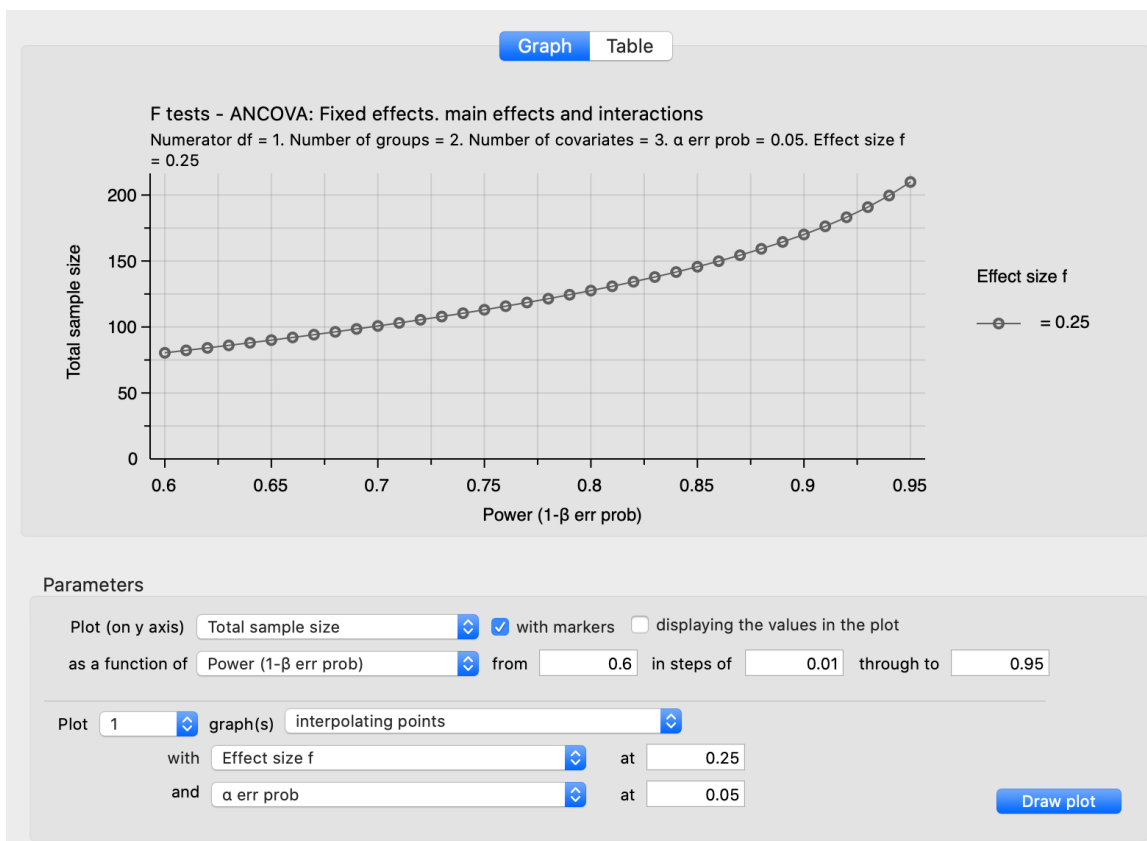 Graph Table
F tests - ANCOVA: Fixed effects. main effects and interactions
Numerator df = 1. Number of groups = 2. Number of covariates = 3. α err prob = 0.05. Effect size f
= 0.25
200
150
100
50
0
Total sample size
0.6 0.65 0.7 0.75 0.8 0.85 0.9 0.95
Power (1-β err prob)
Effect size f
= 0.25
Parameters
Plot (on y axis) Total sample size with markers displaying the values in the plot
as a function of Power (1-β err prob) from 0.6 in steps of 0.01 through to 0.95
Plot 1 graph(s) interpolating points
with Effect size f at 0.25
and α err prob at 0.05
Draw plot